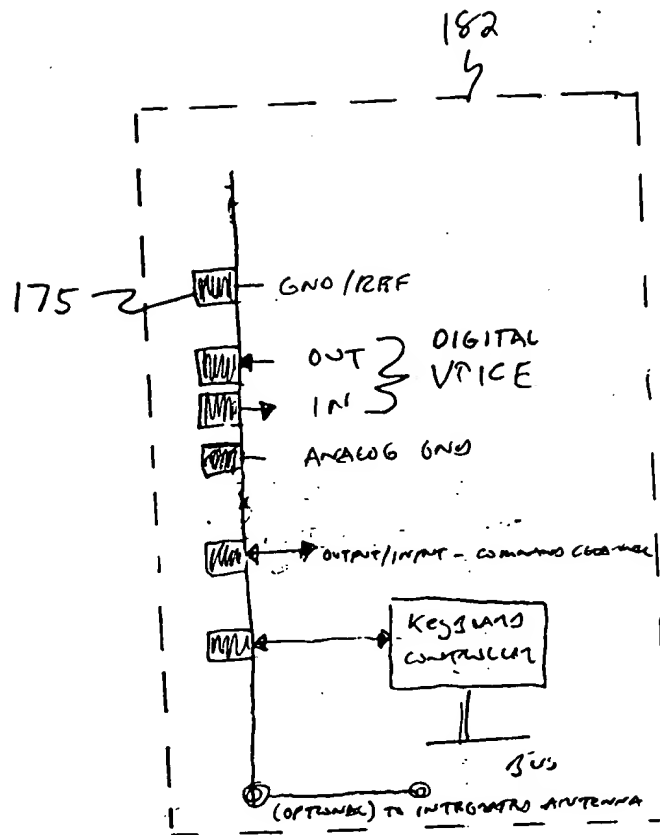 182
175
GND/REF
OUT
IN
DIGITAL
VOICE
ANALOG GND
OUTPUT/INPUT - COMMAND CHANNEL
KEYBOARD
CONTROLLER
BUS
(OPTIONAL) TO INTEGRATED ANTENNA